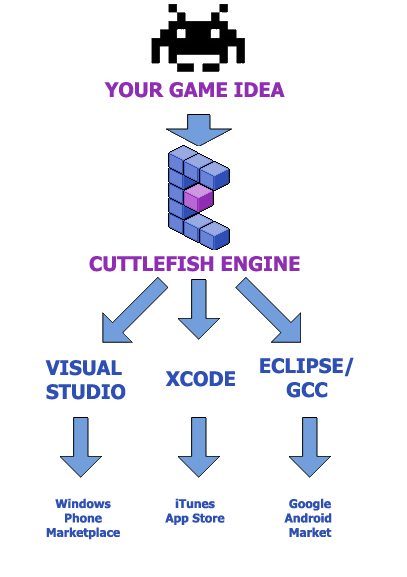 YOUR GAME IDEA
CUTTLEFISH ENGINE
VISUAL
STUDIO
XCODE
ECLIPSE/
GCC
Windows
Phone
Marketplace
iTunes
App Store
Google
Android
Market